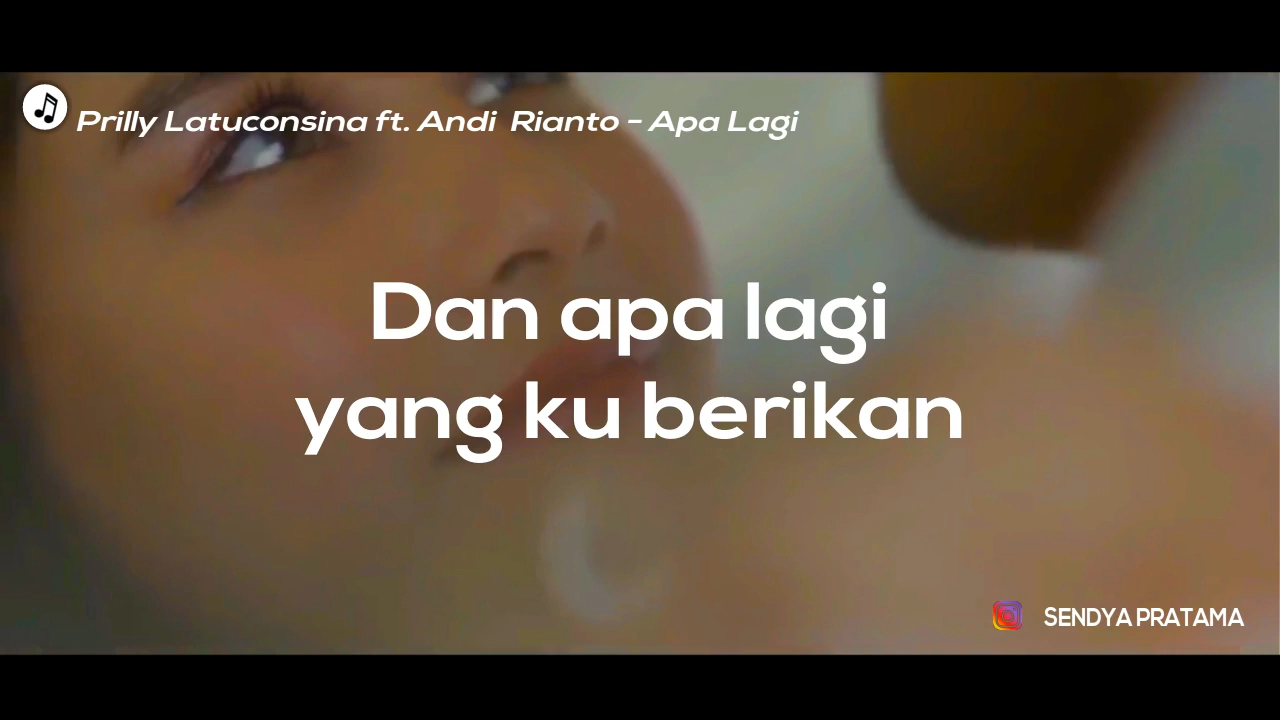 Prilly Latuconsina ft. Andi Rianto - Apa Lagi
Dan apa lagi
yang ku berikan
SENDYA PRATAMA